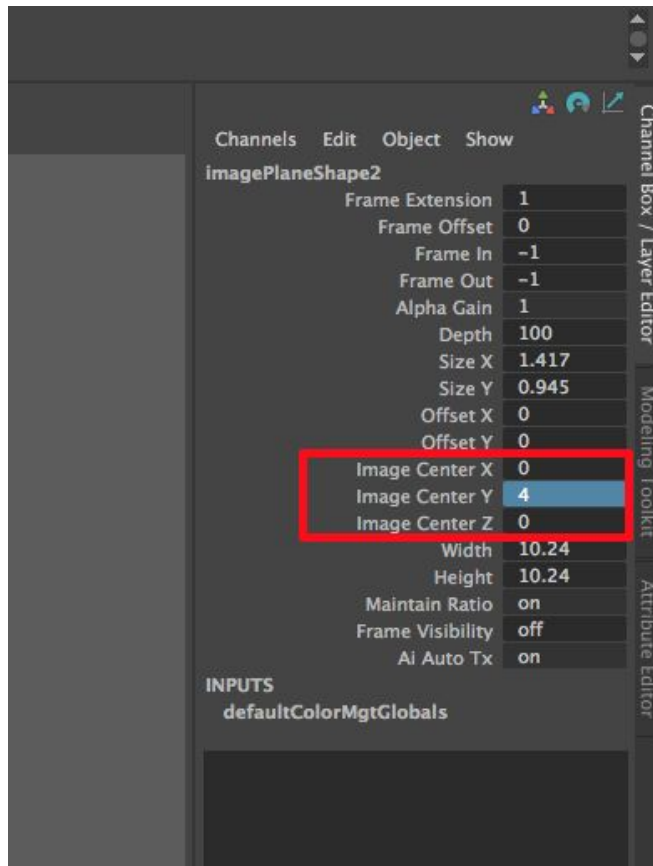 Channels Edit Object Show
imagePlaneShape2
Frame Extension 1
Frame Offset 0
Frame In -1
Frame Out -1
Alpha Gain 1
Depth 100
Size X 1.417
Size Y 0.945
Offset X 0
Offset Y 0
Image Center X 0
Image Center Y 4
Image Center Z 0
Width 10.24
Height 10.24
Maintain Ratio on
Frame Visibility off
Ai Auto Tx on
INPUTS
defaultColorMgtGlobals
Channel Box / Layer Editor
Modeling Toolkit
Attribute Editor